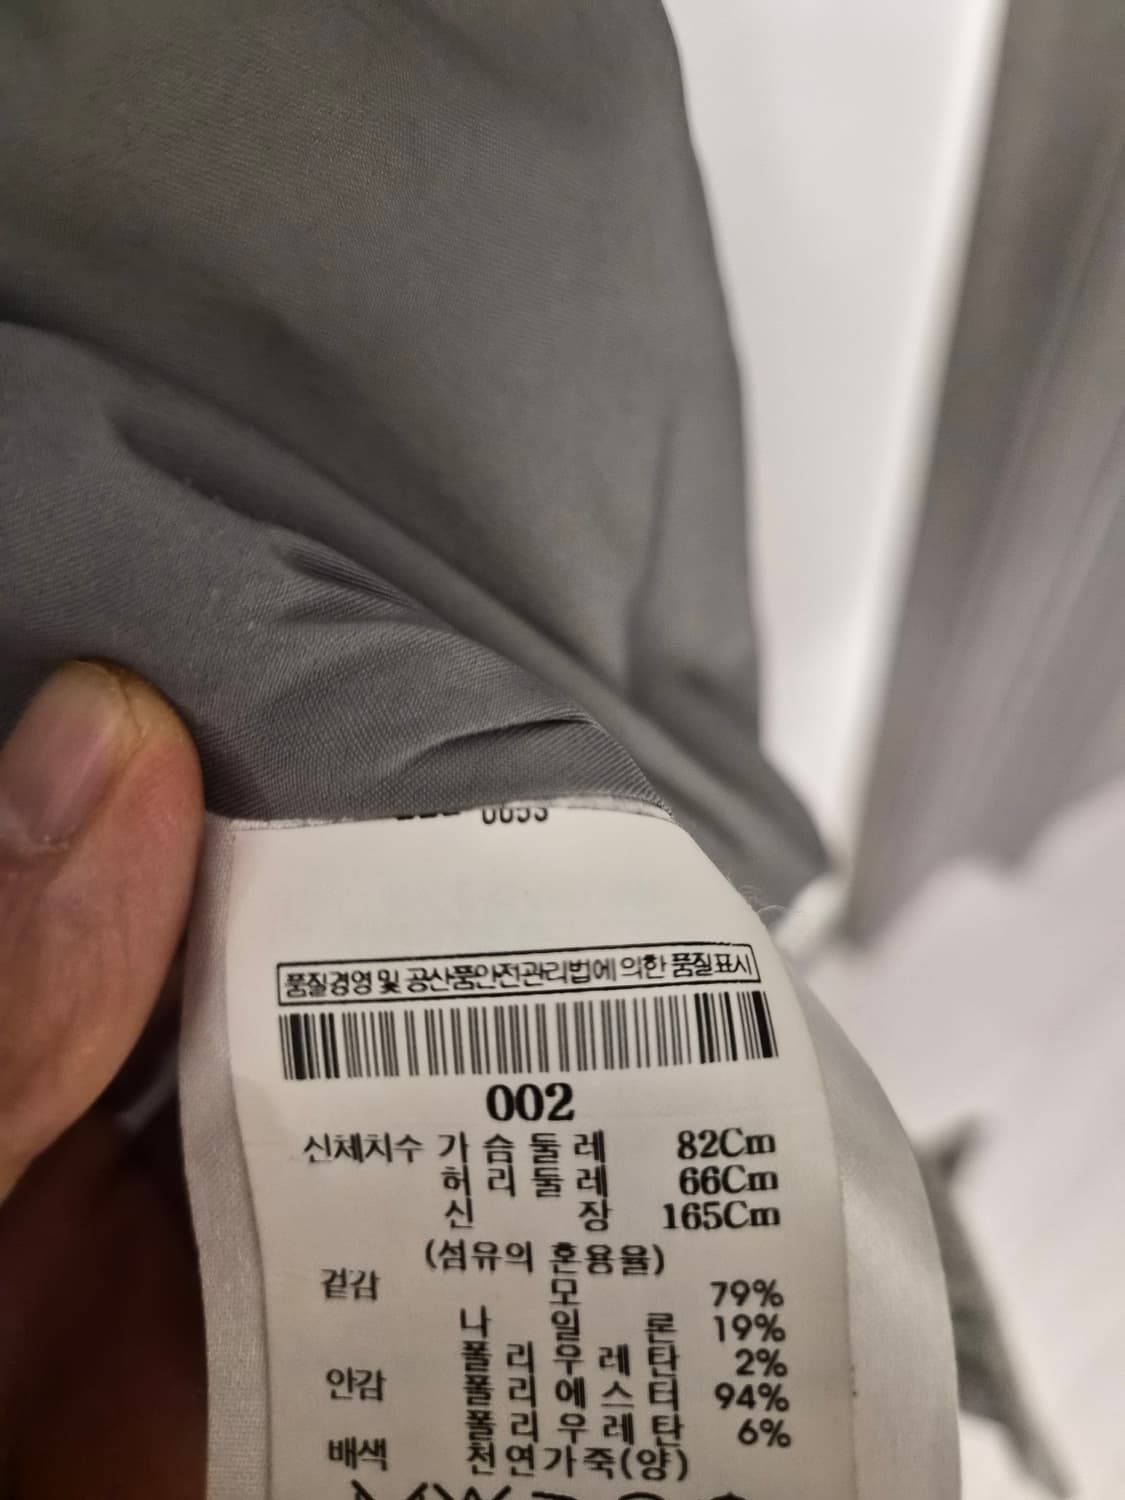 0653
품질경영 및 공산품안전관리법에 의한 품질표시
002
신체치수 가슴둘레 82Cm
허리둘레 66Cm
신장 165Cm
(섬유의 혼용율)
겉감 모 79%
나일론 19%
폴리우레탄 2%
안감 폴리에스터 94%
폴리우레탄 6%
배색 천연가죽(양)